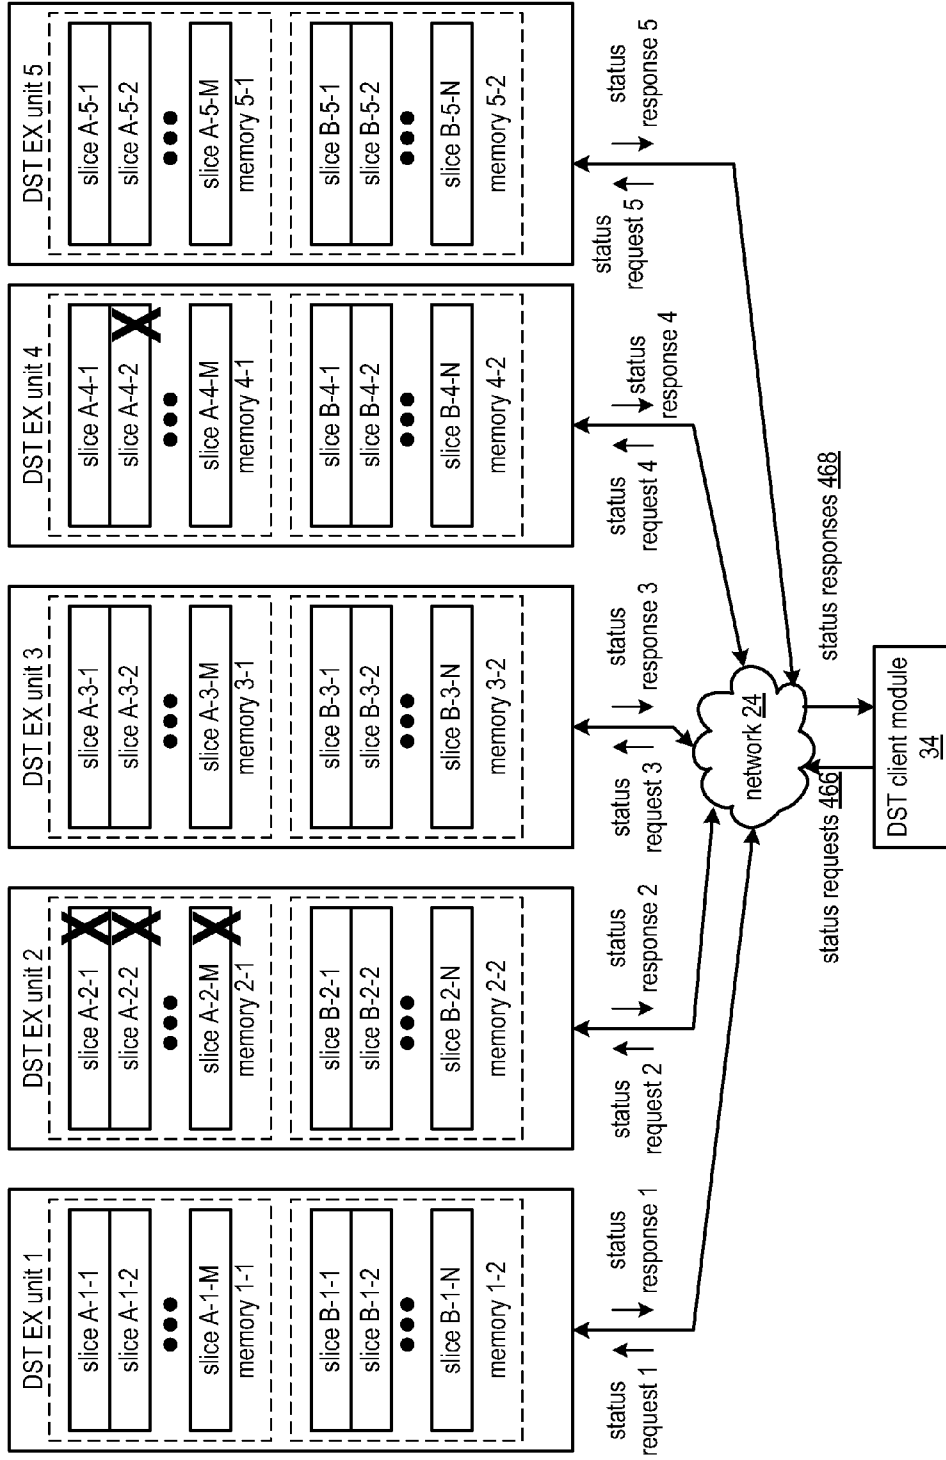 DST EX unit 1
slice A-1-1
slice A-1-2
slice A-1-M
memory 1-1
slice B-1-1
slice B-1-2
slice B-1-N
memory 1-2
DST EX unit 2
slice A-2-1
slice A-2-2
slice A-2-M
memory 2-1
slice B-2-1
slice B-2-2
slice B-2-N
memory 2-2
DST EX unit 3
slice A-3-1
slice A-3-2
slice A-3-M
memory 3-1
slice B-3-1
slice B-3-2
slice B-3-N
memory 3-2
DST EX unit 4
slice A-4-1
slice A-4-2
slice A-4-M
memory 4-1
slice B-4-1
slice B-4-2
slice B-4-N
memory 4-2
DST EX unit 5
slice A-5-1
slice A-5-2
slice A-5-M
memory 5-1
slice B-5-1
slice B-5-2
slice B-5-N
memory 5-2
status
request 1
status
response 1
status
request 2
status
response 2
status
request 3
status
response 3
status
request 4
status
response 4
status
request 5
status
response 5
network 24
status requests 466
status responses 468
DST client module
34